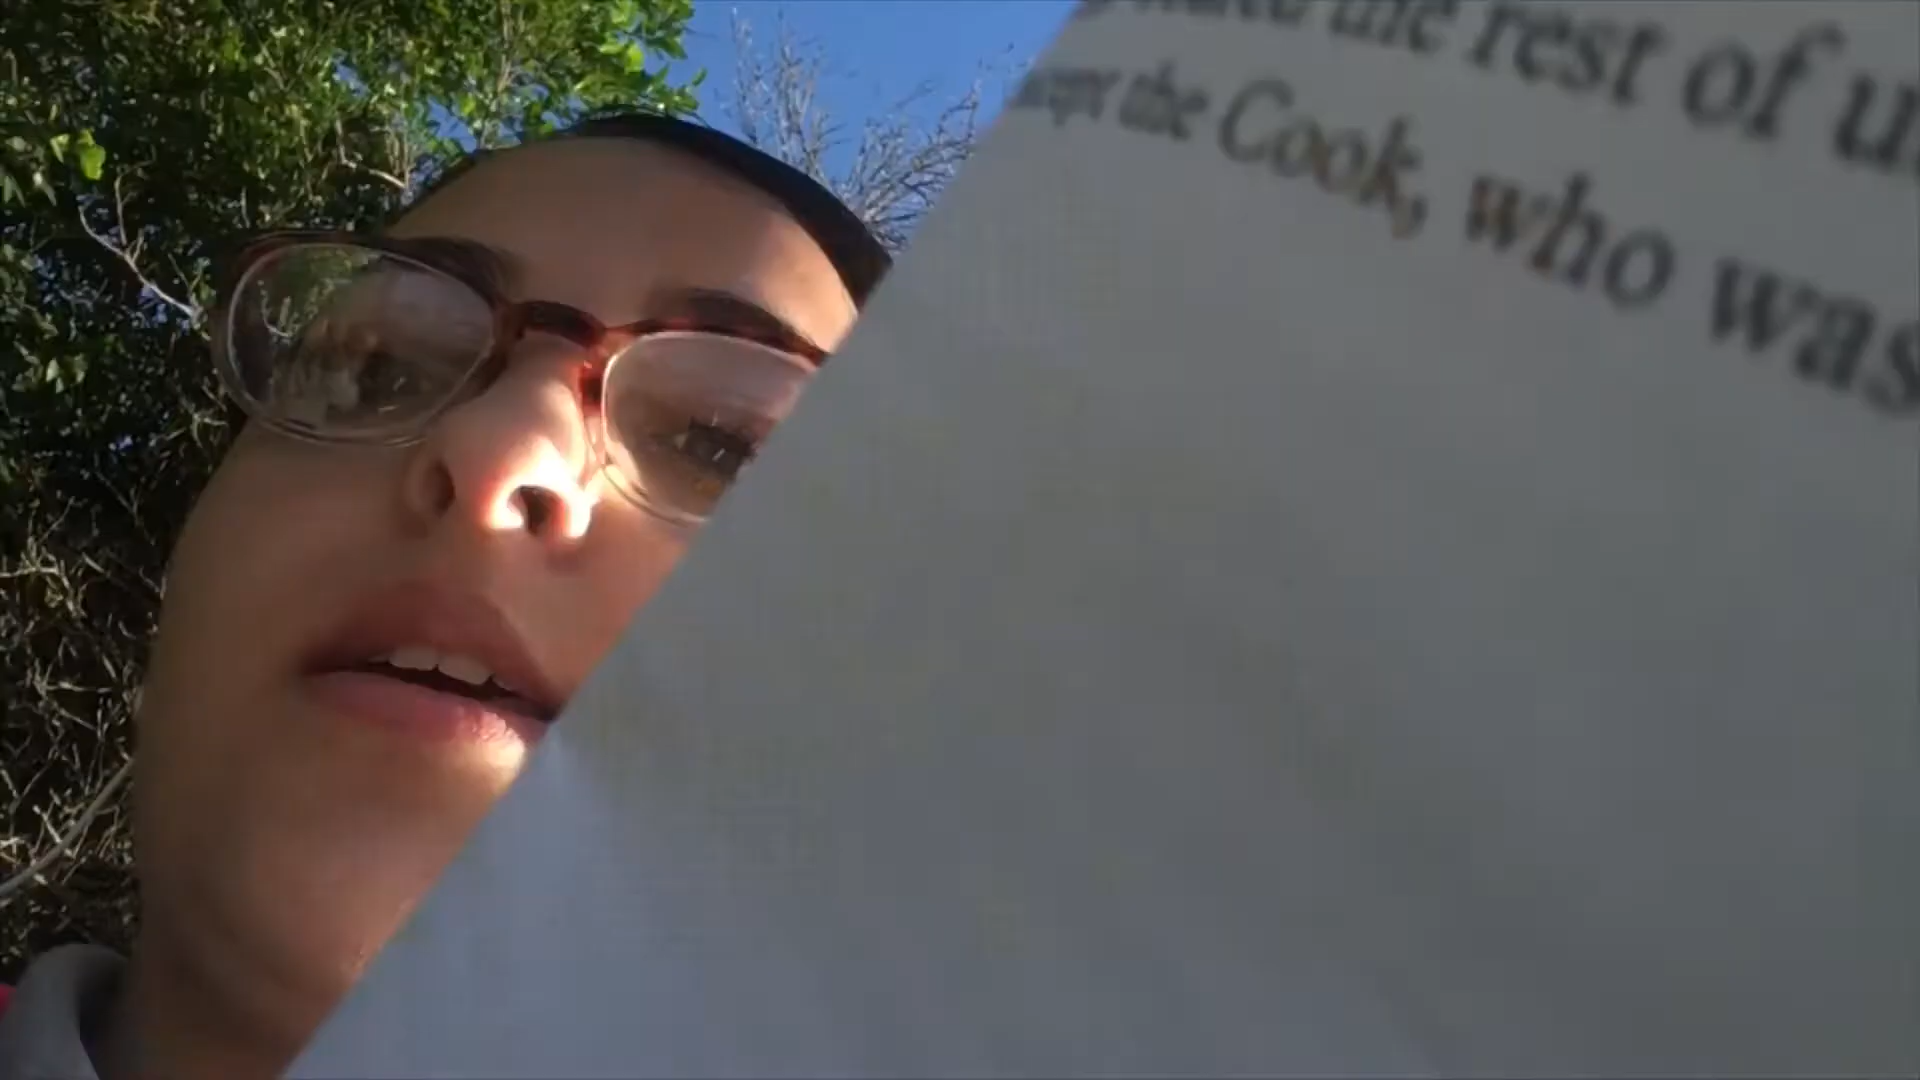 the rest of
the Cook, who was